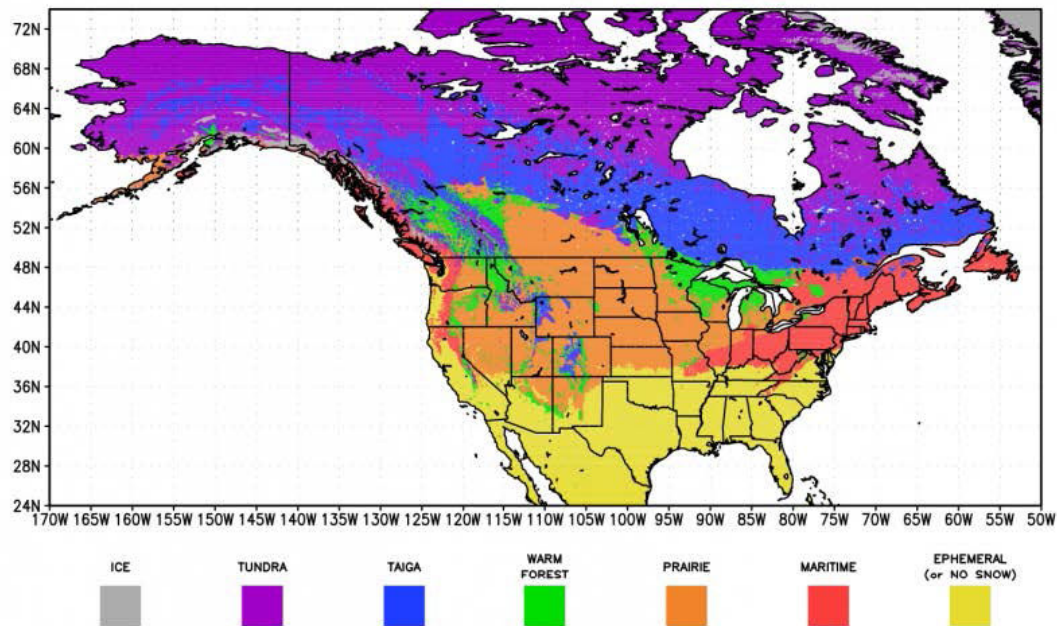 72N
68N
64N
60N
56N
52N
48N
44N
40N
36N
32N
28N
24N
170W 165W 155W 150W 145W 140W 135W 130W 125W 120W 115W 110W 105W 100W 95W 90W 85W 80W 75W 70W 65W 60W 55W 50W
ICE
TUNDRA
TAIGA
WARM
FOREST
PRAIRIE
MARITIME
EPHEMERAL
(or NO SNOW)